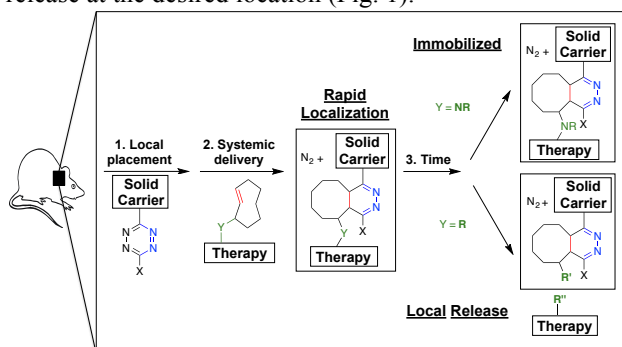 release at the desired location (Fig. 1).
Immobilized
N2 +
Solid
Carrier
N
N
NR
X
Therapy
Y = NR
Rapid
Localization
N2 +
Solid
Carrier
N
N
Y
X
Therapy
1. Local
placement
Solid
Carrier
N
N
N
N
X
2. Systemic
delivery
Y
Therapy
3. Time
Y = R
N2 +
Solid
Carrier
N
N
R'
X
Local Release
R"
Therapy